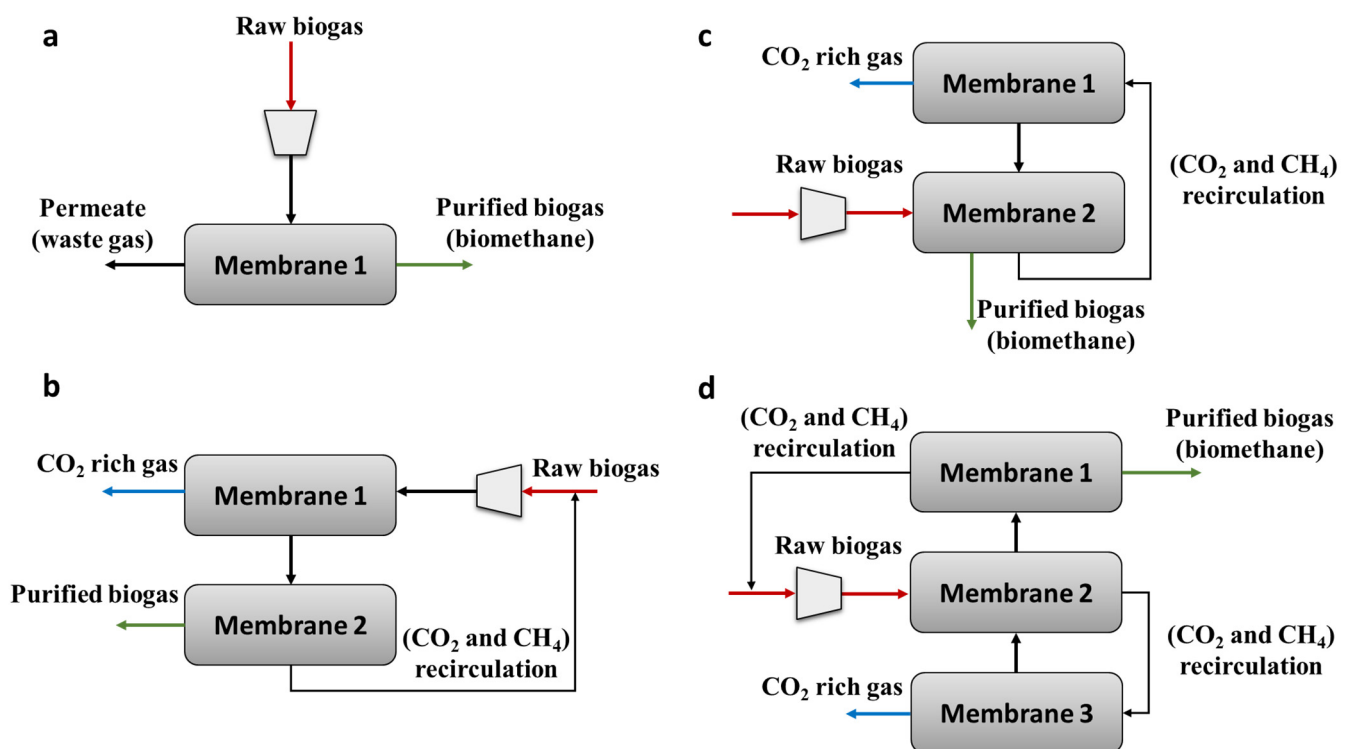 a
Raw biogas
Permeate
(waste gas)
Purified biogas
(biomethane)
Membrane 1
b
CO₂ rich gas
Membrane 1
Raw biogas
Purified biogas
Membrane 2
(CO₂ and CH₄)
recirculation
c
CO₂ rich gas
Membrane 1
Raw biogas
Membrane 2
(CO₂ and CH₄)
recirculation
Purified biogas
(biomethane)
d
(CO₂ and CH₄)
recirculation
Membrane 1
Purified biogas
(biomethane)
Raw biogas
Membrane 2
(CO₂ and CH₄)
recirculation
CO₂ rich gas
Membrane 3